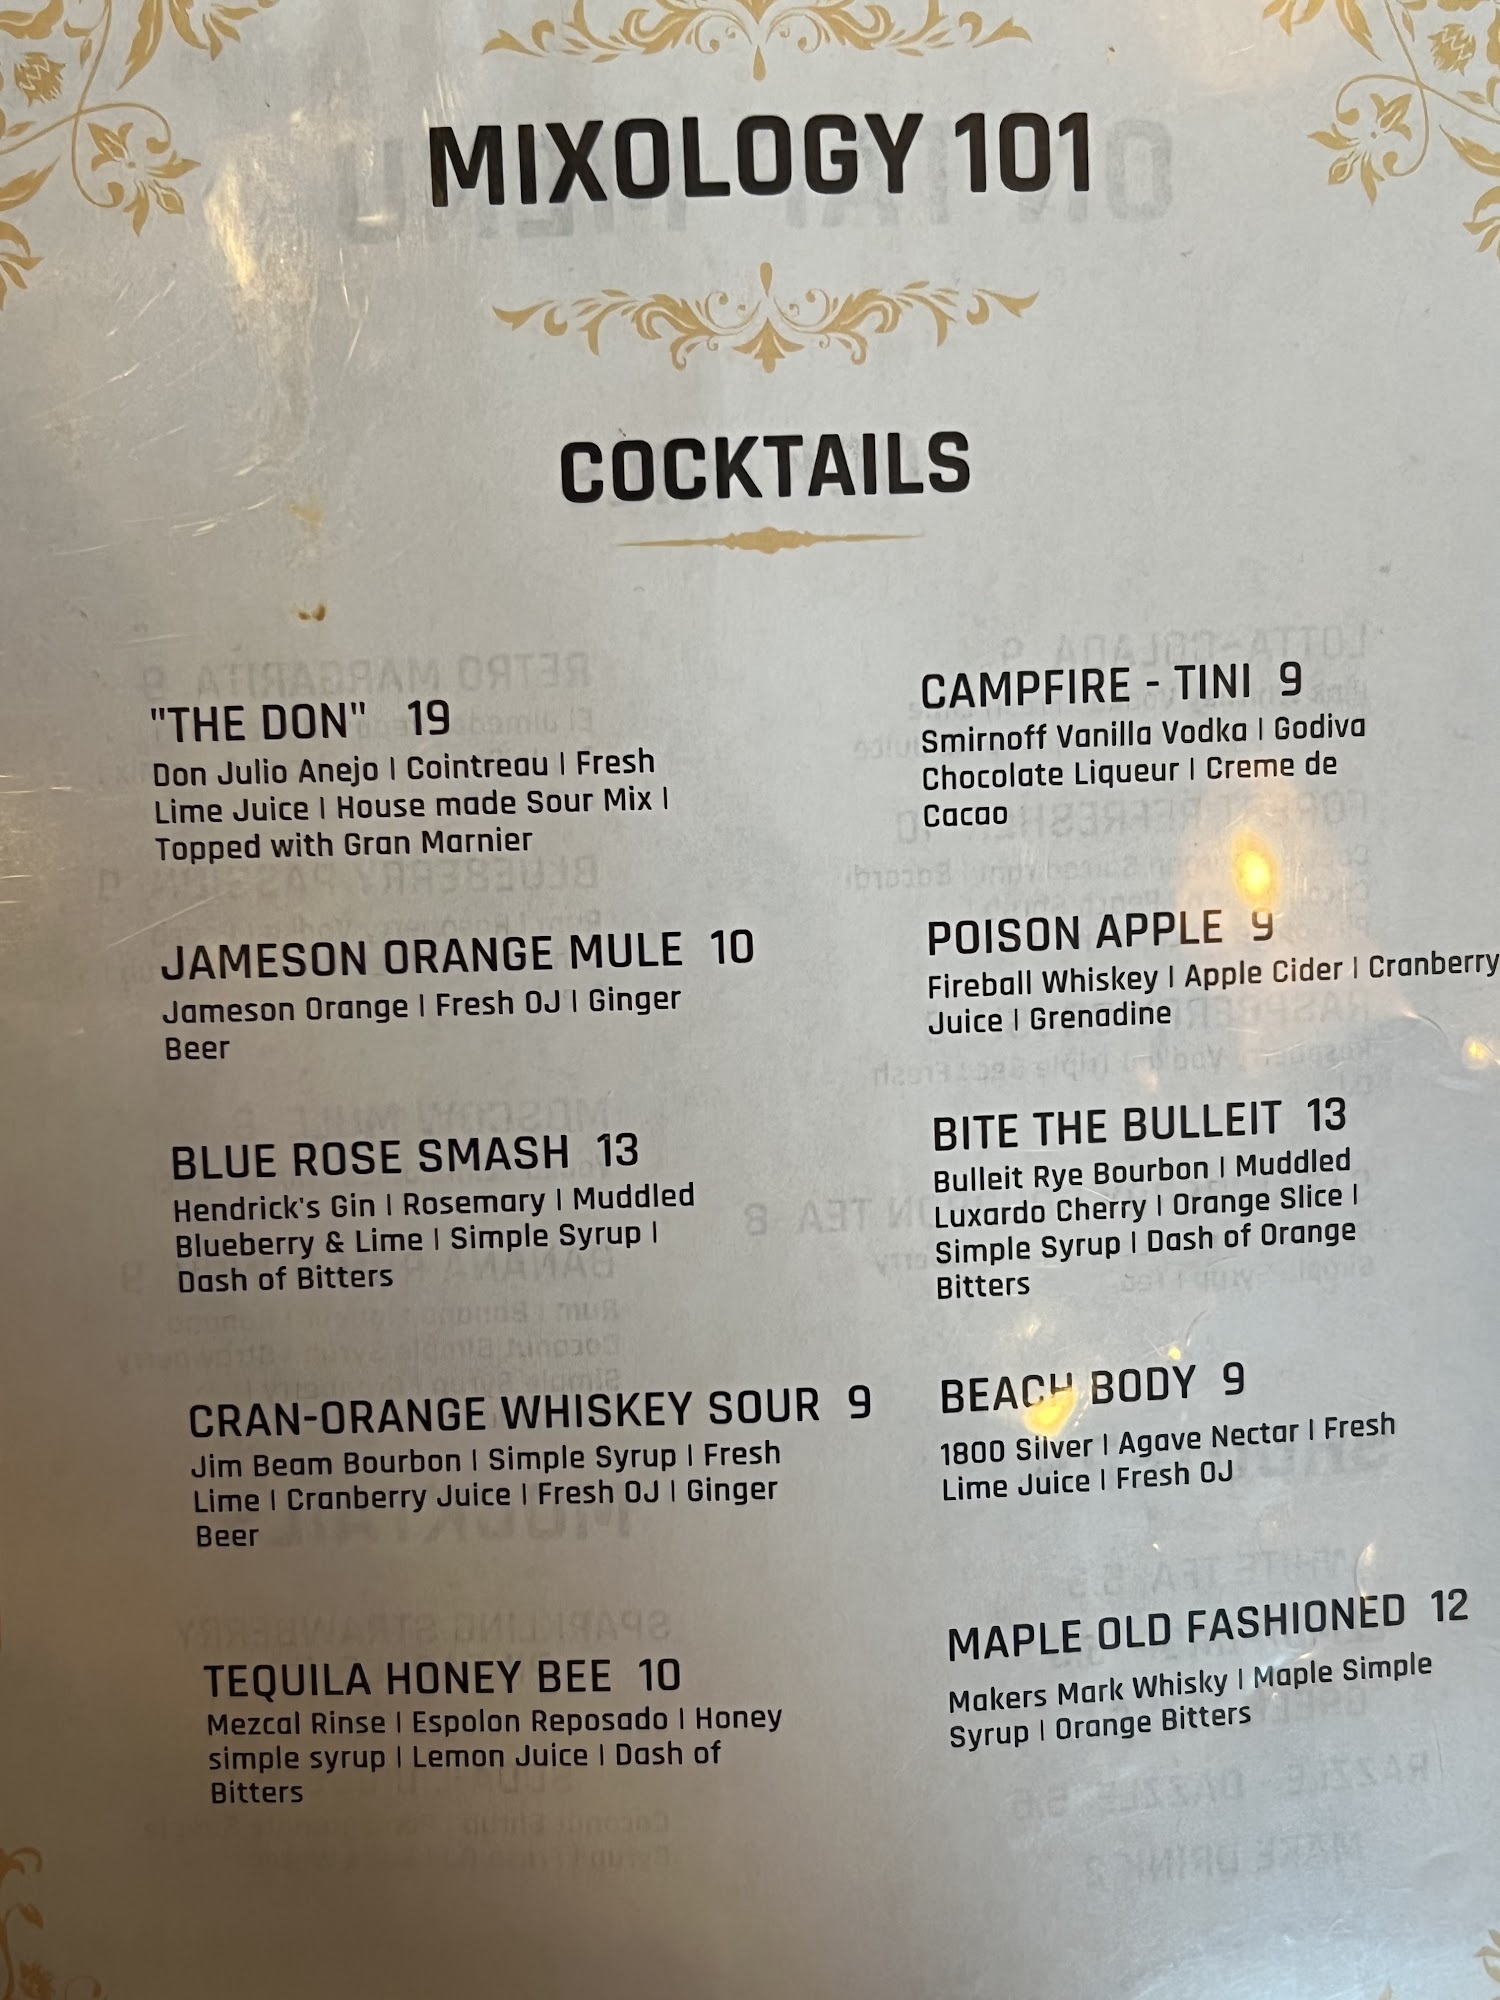 MIXOLOGY 101
COCKTAILS
"THE DON" 19
Don Julio Anejo | Cointreau | Fresh
Lime Juice | House made Sour Mix |
Topped with Gran Marnier
JAMESON ORANGE MULE 10
Jameson Orange | Fresh OJ | Ginger
Beer
BLUE ROSE SMASH 13
Hendrick's Gin | Rosemary | Muddled
Blueberry & Lime | Simple Syrup |
Dash of Bitters
CRAN-ORANGE WHISKEY SOUR 9
Jim Beam Bourbon | Simple Syrup | Fresh
Lime | Cranberry Juice | Fresh OJ | Ginger
Beer
TEQUILA HONEY BEE 10
Mezcal Rinse | Espolon Reposado | Honey
simple syrup | Lemon Juice | Dash of
Bitters
CAMPFIRE - TINI 9
Smirnoff Vanilla Vodka | Godiva
Chocolate Liqueur | Creme de
Cacao
POISON APPLE 9
Fireball Whiskey | Apple Cider | Cranberry
Juice | Grenadine
BITE THE BULLEIT 13
Bulleit Rye Bourbon | Muddled
Luxardo Cherry | Orange Slice |
Simple Syrup | Dash of Orange
Bitters
BEACH BODY 9
1800 Silver | Agave Nectar | Fresh
Lime Juice | Fresh OJ
MAPLE OLD FASHIONED 12
Makers Mark Whisky | Maple Simple
Syrup | Orange Bitters